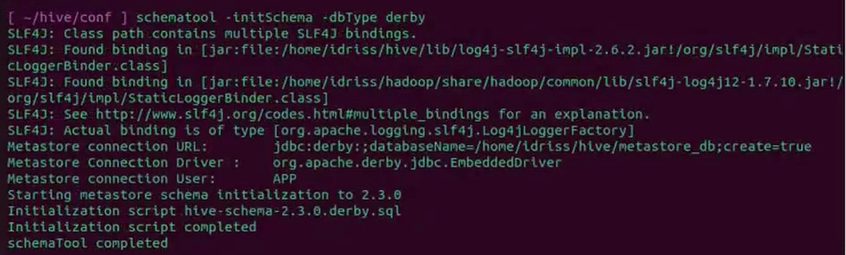 [ ~/hive/conf ] schematool -initSchema -dbType derby
SLF4J: Class path contains multiple SLF4J bindings.
SLF4J: Found binding in [jar:file:/home/idriss/hive/lib/log4j-slf4j-impl-2.6.2.jar!/org/slf4j/impl/Stati
cLoggerBinder.class]
SLF4J: Found binding in [jar:file:/home/idriss/hadoop/share/hadoop/common/lib/slf4j-log4j12-1.7.10.jar!/
org/slf4j/impl/StaticLoggerBinder.class]
SLF4J: See http://www.slf4j.org/codes.html#multiple_bindings for an explanation.
SLF4J: Actual binding is of type [org.apache.logging.slf4j.Log4jLoggerFactory]
Metastore connection URL: jdbc:derby:;databaseName=/home/idriss/hive/metastore_db;create=true
Metastore Connection Driver : org.apache.derby.jdbc.EmbeddedDriver
Metastore connection User: APP
Starting metastore schema initialization to 2.3.0
Initialization script hive-schema-2.3.0.derby.sql
Initialization script completed
schemaTool completed